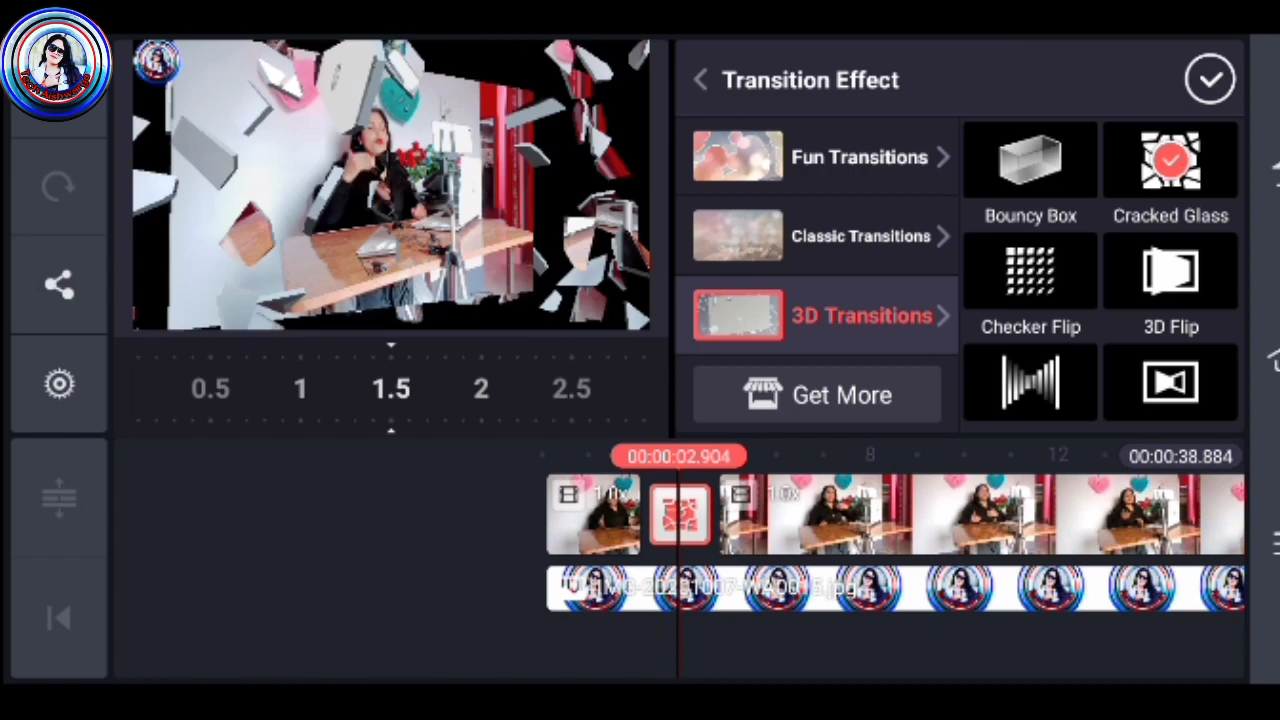 Tech Aishwarya
Transition Effect
Fun Transitions
Classic Transitions
3D Transitions
Get More
Bouncy Box
Cracked Glass
Checker Flip
3D Flip
0.5 1 1.5 2 2.5
00:00:02.904
8
12
00:00:38.884
1.0x
1.0x